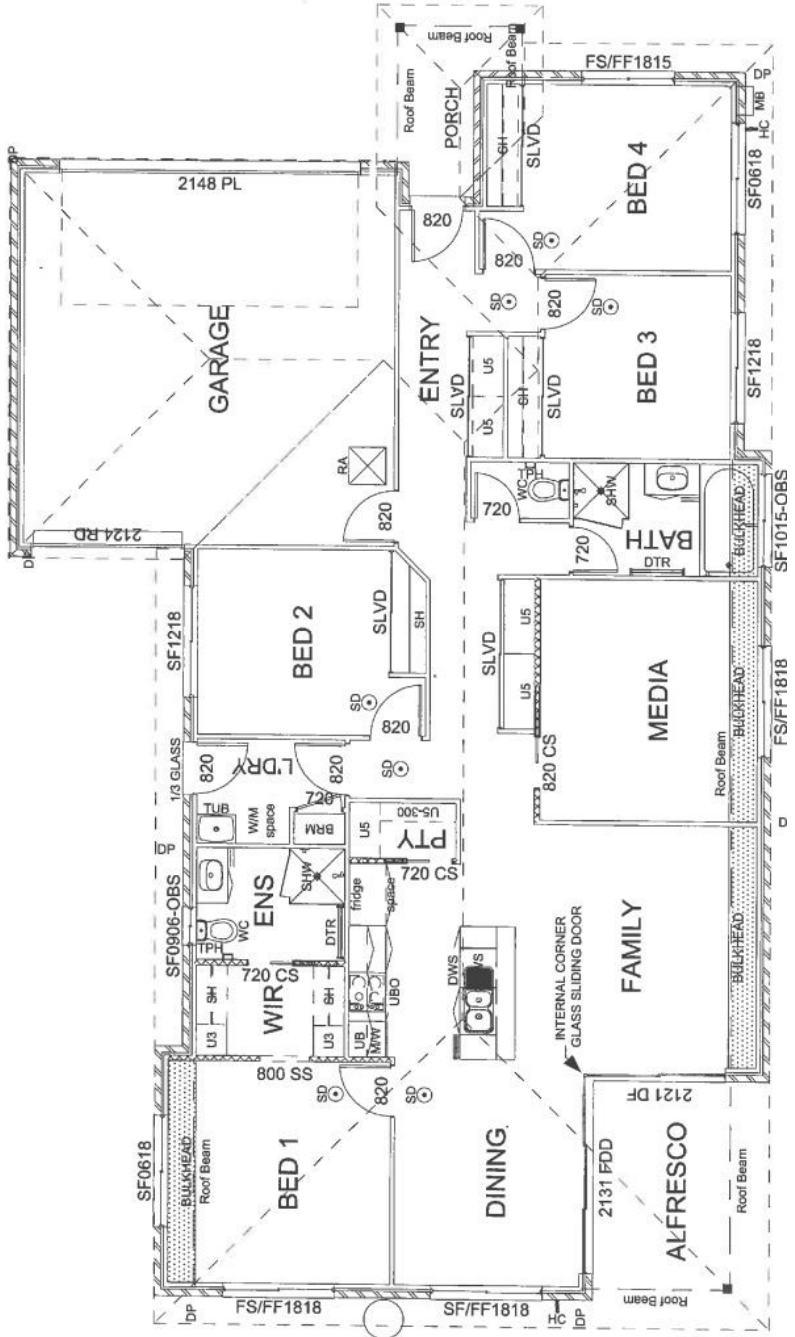 DP
2148 PL
GARAGE
RA
2124 RD
DP
820
Roof Beam
Roof Beam
Roof Beam
PORCH
820
ENTRY
FS/FF1815
DP
MB
HC
SH
SLVD
BED 4
SF0618
820
SD
SD
820
SD
BED 3
SF1218
SLVD
U5
U5
SH
SLVD
720
WC
TPH
SHW
720
BATH
DTR
BULKHEAD
SF1015-OBS
SF1218
BED 2
SLVD
SH
SD
820
SLVD
U5
U5
820 CS
MEDIA
Roof Beam
BULKHEAD
FS/FF1818
D
1/3 GLASS
820
L'DRY
820
SD
TUB
W/M
space
720
BRM
U5
U5-300
PTY
720 CS
DP
SF0906-OBS
ENS
SHW
WC
TPH
DTR
720 CS
fridge
space
UBO
UB
M/W
DWS
VS
FAMILY
BULKHEAD
INTERNAL CORNER
GLASS SLIDING DOOR
SH
U3
WIR
SH
U3
800 SS
SD
820
SD
SF0618
BULKHEAD
Roof Beam
BED 1
DINING
2131 FDD
2121 DF
ALFRESCO
Roof Beam
Roof Beam
DP
FS/FF1818
SF/FF1818
HC
DP